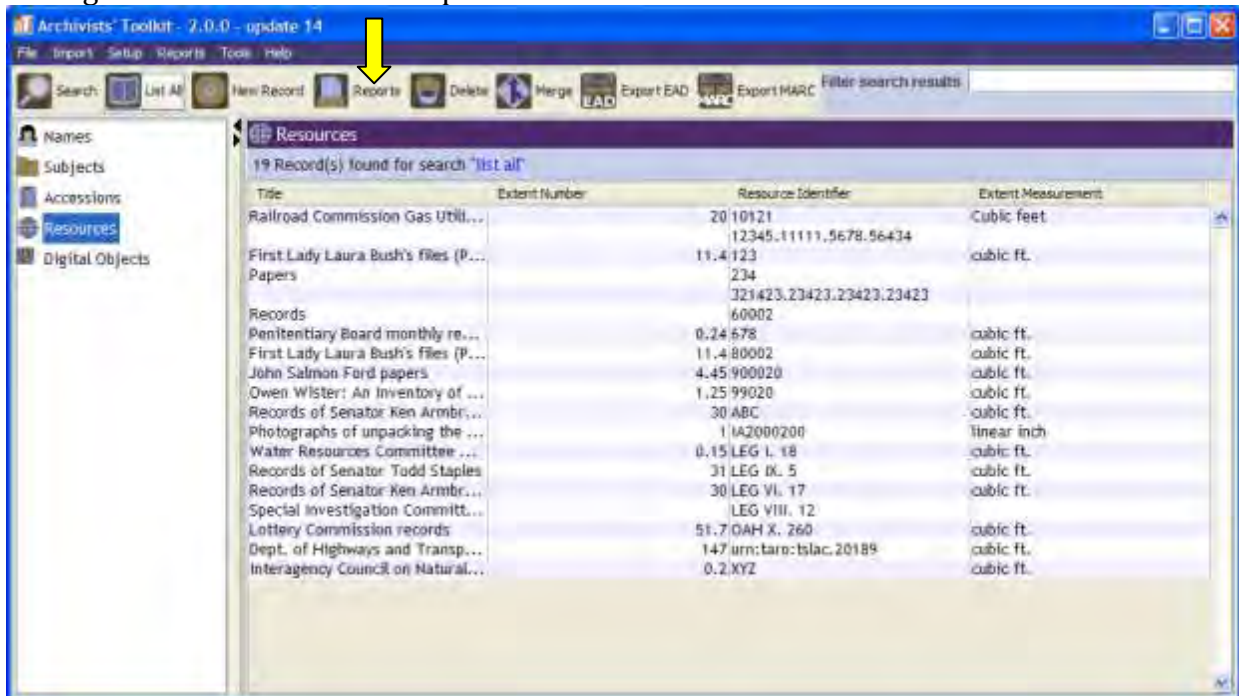 Archivists' Toolkit - 2.0.0 - update 14
File Import Setup Reports Tools Help
Search List All New Record Reports Delete Merge EAD Export EAD Export MARC Filter search results
Names
Subjects
Accessions
Resources
Digital Objects
Resources
19 Record(s) found for search "list all"
Title Extent Number Resource Identifier Extent Measurement
Railroad Commission Gas Utili... 20 10121 Cubic feet
12345.11111.5678.56434
First Lady Laura Bush's files (P... 11.4 123 cubic ft.
Papers 234
321423.23423.23423.23423
Records 60002
Penitentiary Board monthly re... 0.24 678 cubic ft.
First Lady Laura Bush's files (P... 11.4 80002 cubic ft.
John Salmon Ford papers 4.45 900020 cubic ft.
Owen Wister: An Inventory of ... 1.25 99020 cubic ft.
Records of Senator Ken Armbr... 30 ABC cubic ft.
Photographs of unpacking the ... 1 IA2000200 linear inch
Water Resources Committee ... 0.15 LEG I. 18 cubic ft.
Records of Senator Todd Staples 31 LEG IX. 5 cubic ft.
Records of Senator Ken Armbr... 30 LEG VI. 17 cubic ft.
Special Investigation Committ... LEG VIII. 12
Lottery Commission records 51.7 OAH X. 260 cubic ft.
Dept. of Highways and Transp... 147 urn:taro:tslac.20189 cubic ft.
Interagency Council on Natural... 0.2 XYZ cubic ft.